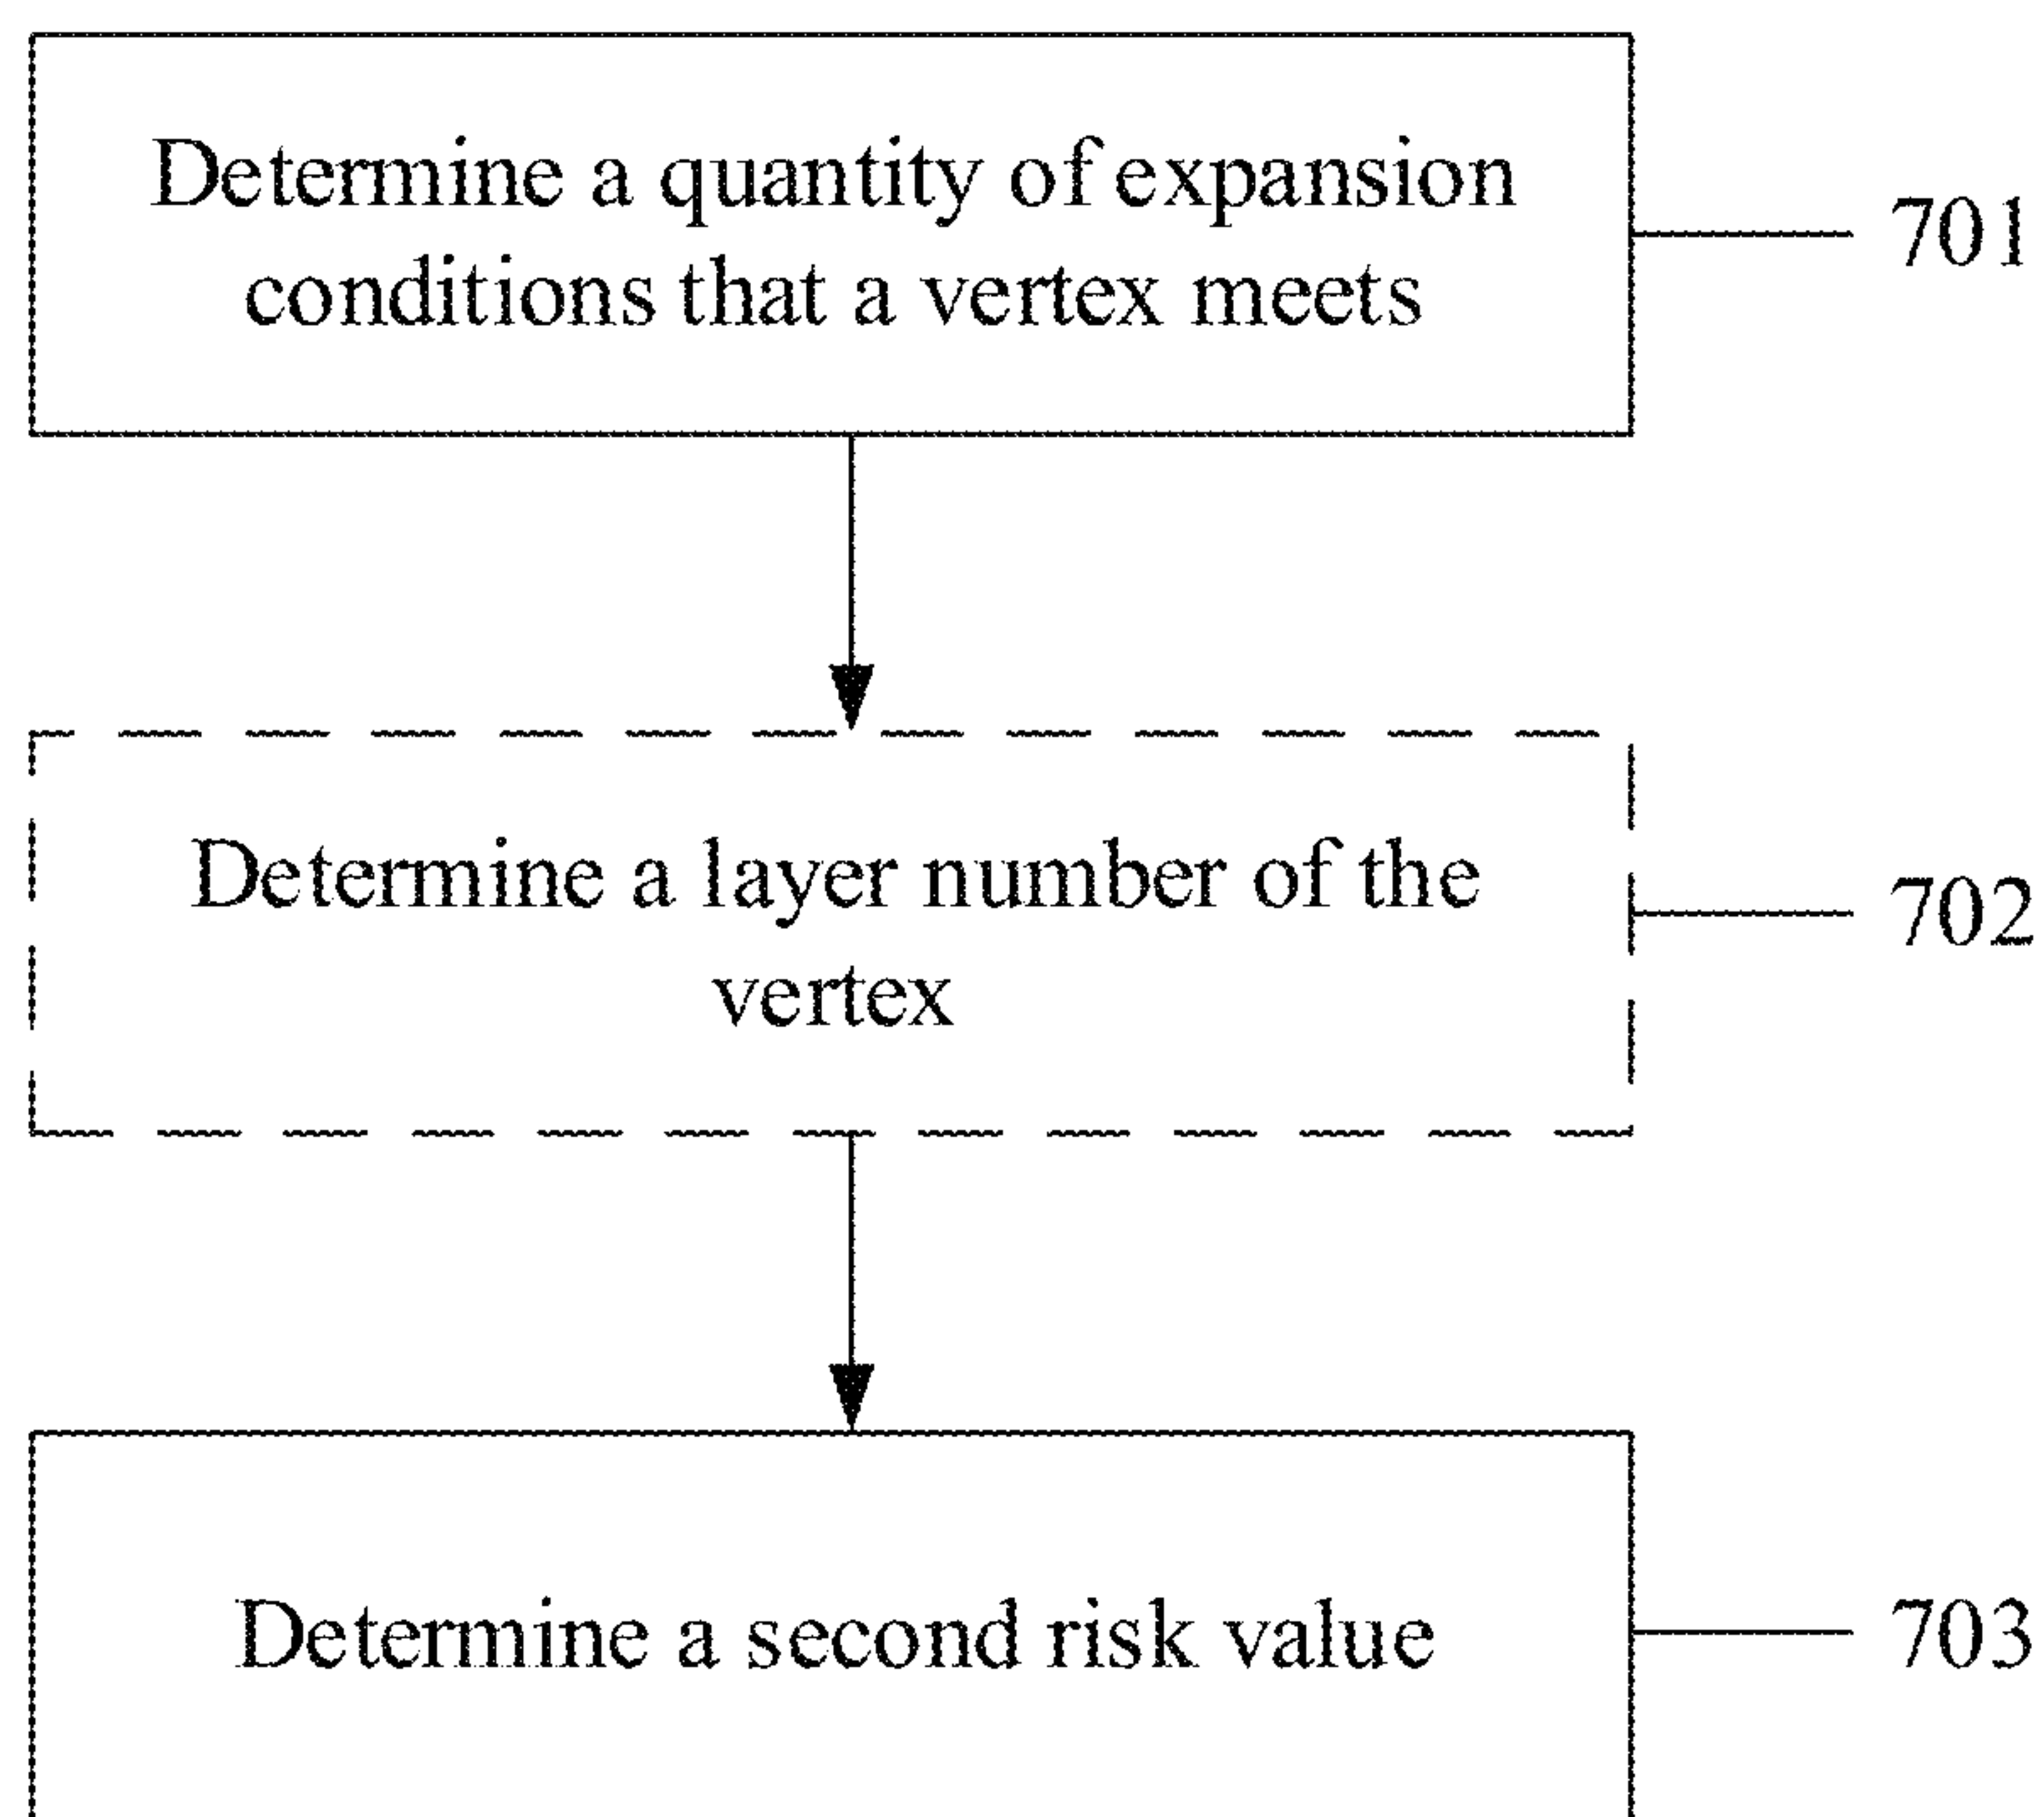 Determine a quantity of expansion
conditions that a vertex meets
701
Determine a layer number of the
vertex
702
Determine a second risk value
703